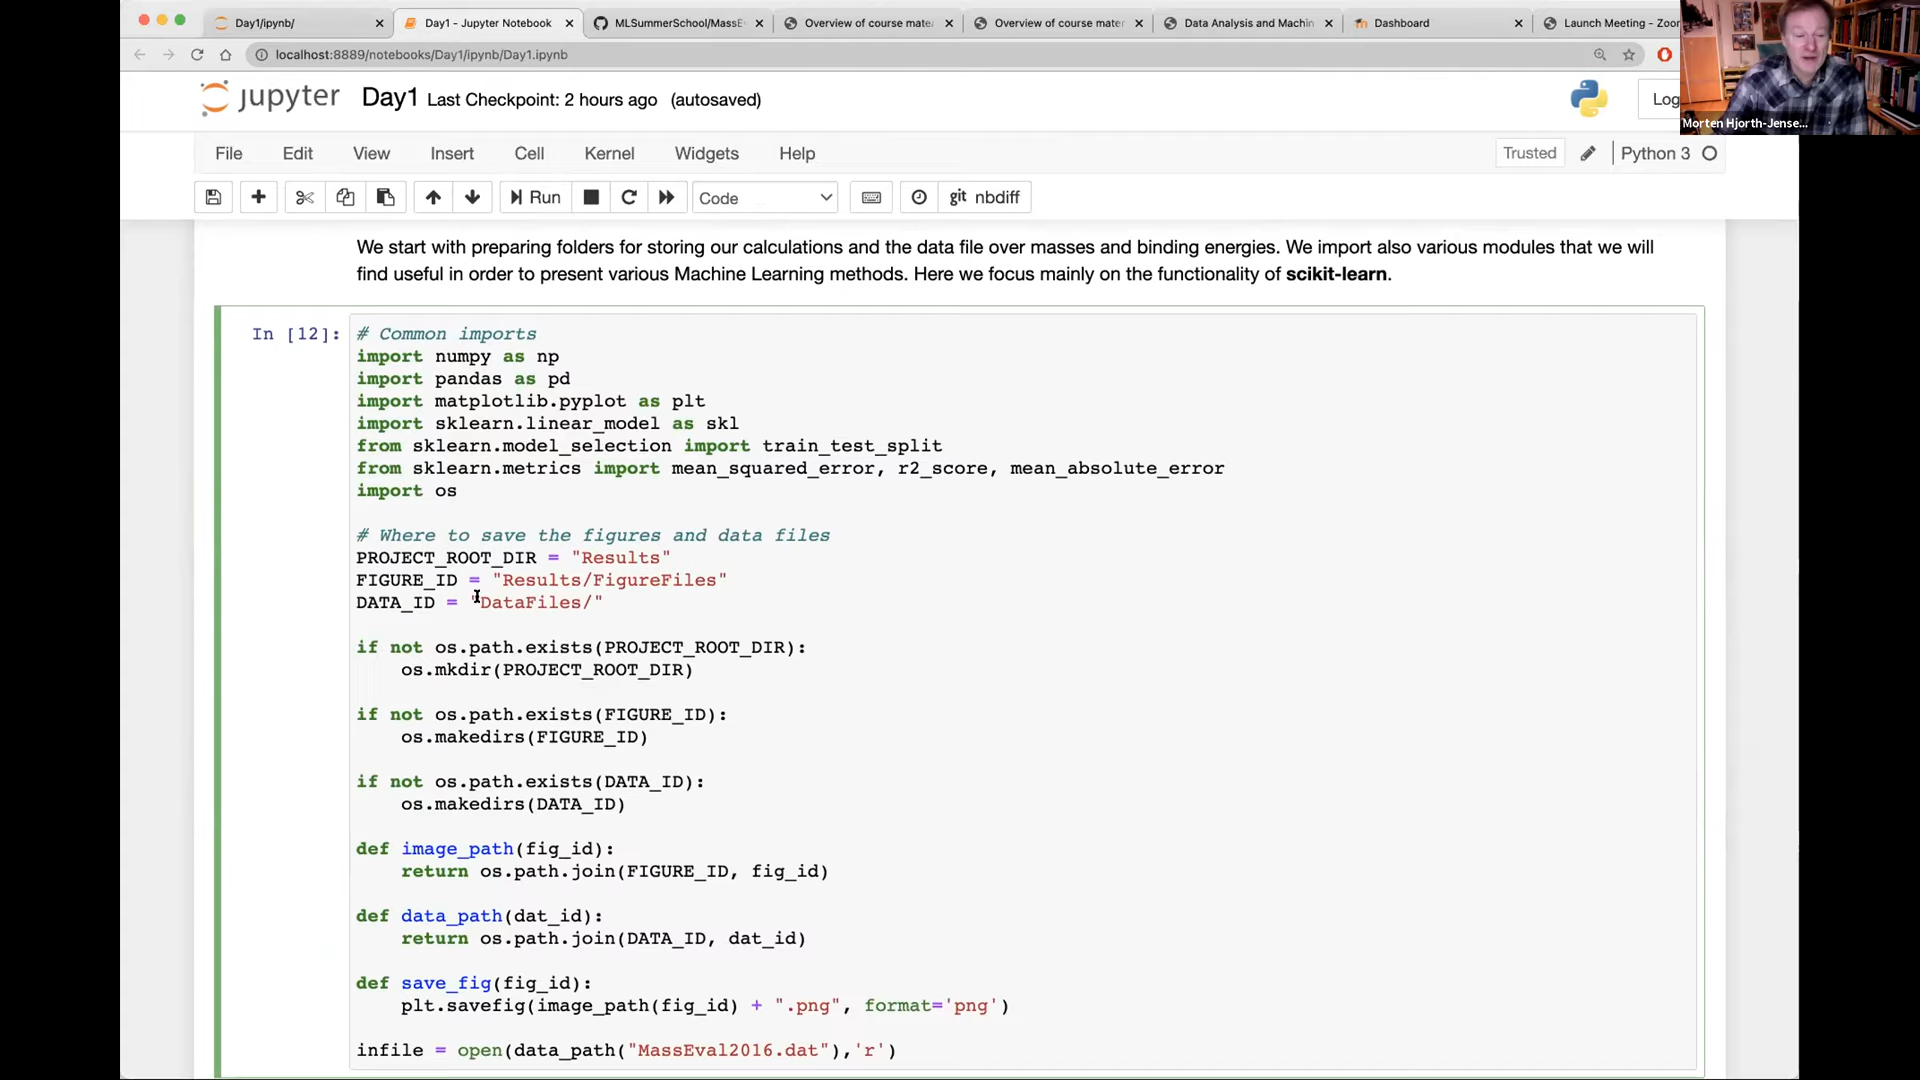 Day1/ipynb/
Day1 - Jupyter Notebook
MLSummerSchool/MassE
Overview of course mate
Overview of course mater
Data Analysis and Machin
Dashboard
Launch Meeting - Zoo
localhost:8889/notebooks/Day1/ipynb/Day1.ipynb
jupyter Day1 Last Checkpoint: 2 hours ago (autosaved)
Log
Morten Hjorth-Jense...
File Edit View Insert Cell Kernel Widgets Help
Trusted Python 3
Run Code git nbdiff
We start with preparing folders for storing our calculations and the data file over masses and binding energies. We import also various modules that we will
find useful in order to present various Machine Learning methods. Here we focus mainly on the functionality of scikit-learn.
In [12]:
# Common imports
import numpy as np
import pandas as pd
import matplotlib.pyplot as plt
import sklearn.linear_model as skl
from sklearn.model_selection import train_test_split
from sklearn.metrics import mean_squared_error, r2_score, mean_absolute_error
import os
# Where to save the figures and data files
PROJECT_ROOT_DIR = "Results"
FIGURE_ID = "Results/FigureFiles"
DATA_ID = "DataFiles/"
if not os.path.exists(PROJECT_ROOT_DIR):
os.mkdir(PROJECT_ROOT_DIR)
if not os.path.exists(FIGURE_ID):
os.makedirs(FIGURE_ID)
if not os.path.exists(DATA_ID):
os.makedirs(DATA_ID)
def image_path(fig_id):
return os.path.join(FIGURE_ID, fig_id)
def data_path(dat_id):
return os.path.join(DATA_ID, dat_id)
def save_fig(fig_id):
plt.savefig(image_path(fig_id) + ".png", format='png')
infile = open(data_path("MassEval2016.dat"),'r')